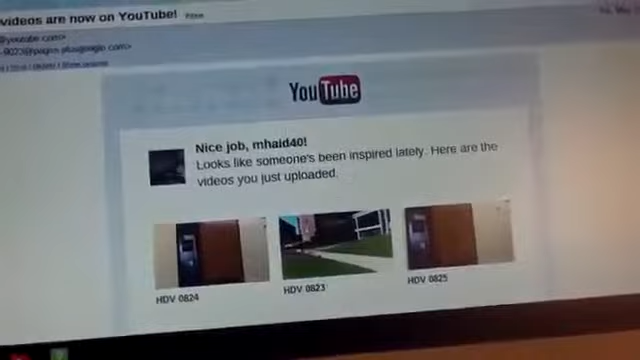 videos are now on YouTube!
YouTube
Nice job, mhaid40!
Looks like someone's been inspired lately. Here are the
videos you just uploaded.
HDV 0824
HDV 0823
HDV 0825